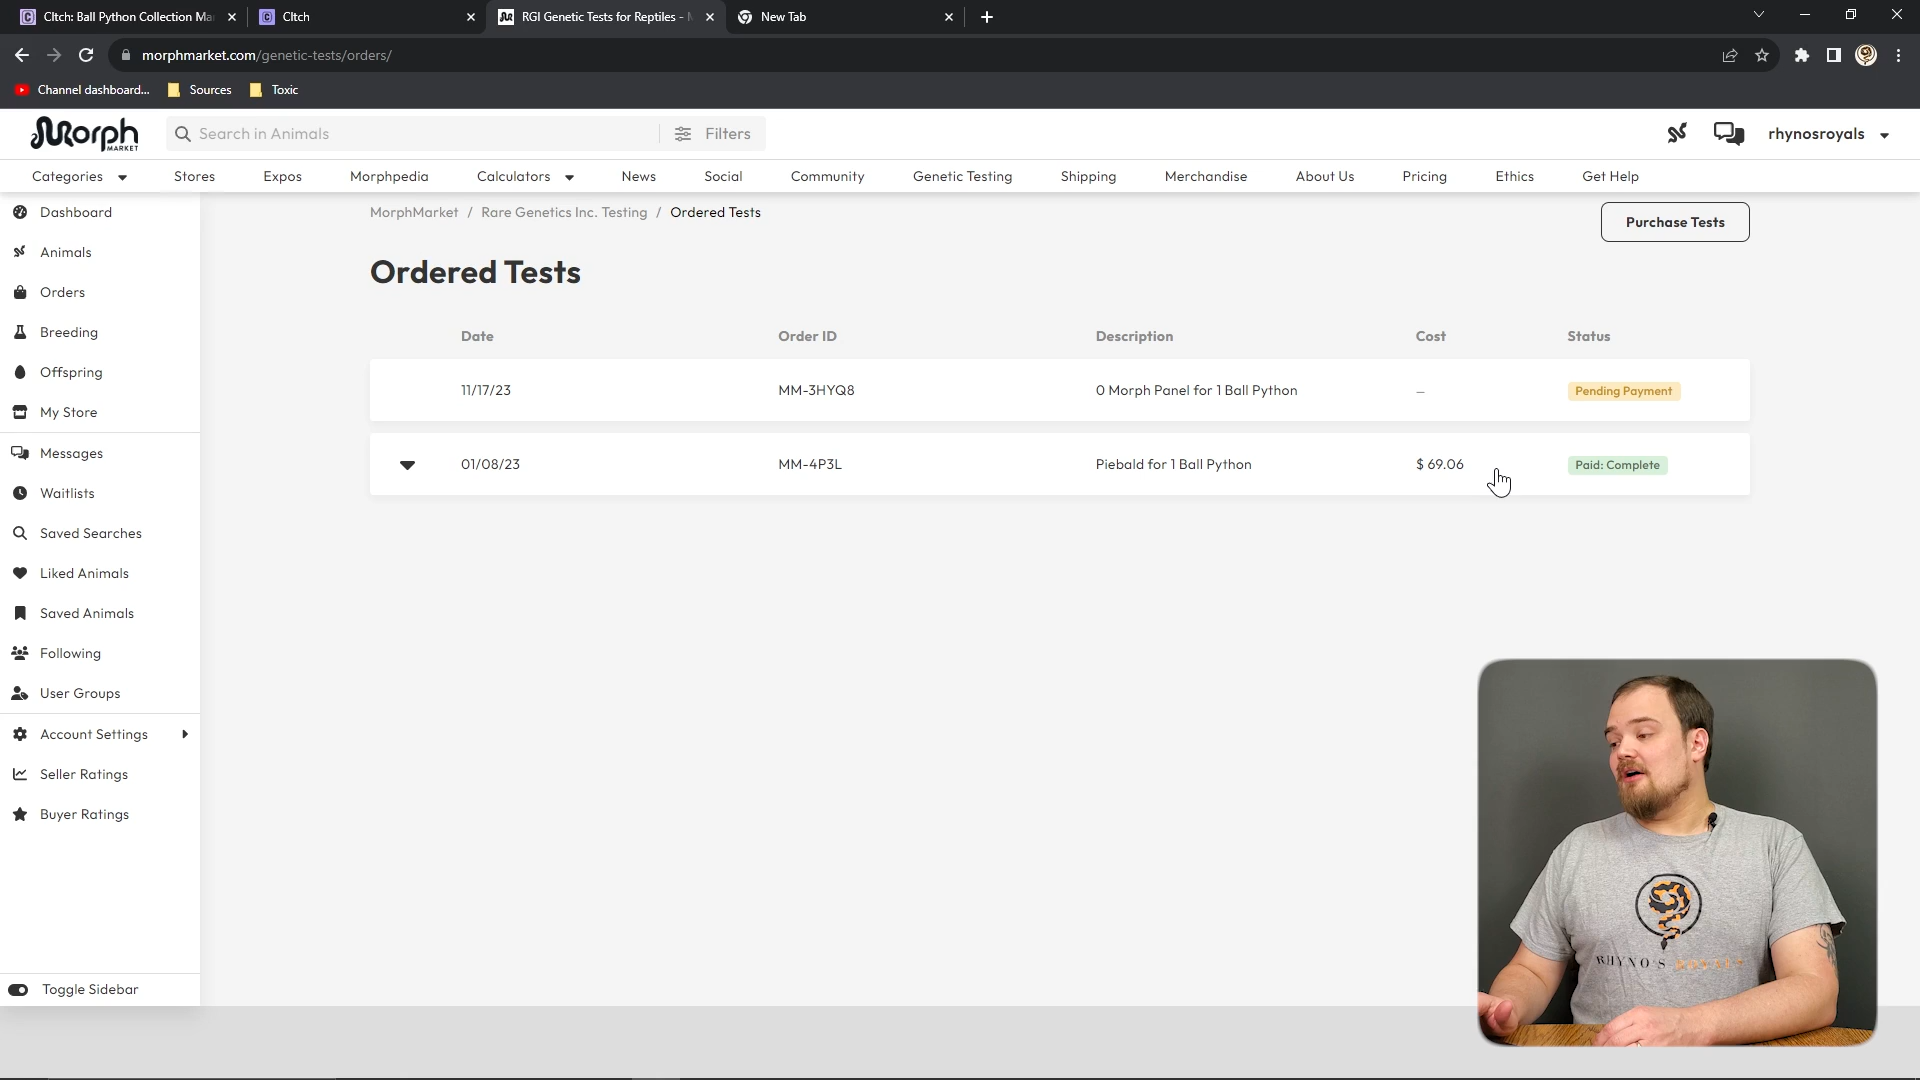 Cltch: Ball Python Collection Ma
Cltch
RGI Genetic Tests for Reptiles -
New Tab
morphmarket.com/genetic-tests/orders/
Channel dashboard...
Sources
Toxic
Morph
MARKET
Search in Animals
Filters
rhynosroyals
Categories
Stores
Expos
Morphpedia
Calculators
News
Social
Community
Genetic Testing
Shipping
Merchandise
About Us
Pricing
Ethics
Get Help
Dashboard
Animals
Orders
Breeding
Offspring
My Store
Messages
Waitlists
Saved Searches
Liked Animals
Saved Animals
Following
User Groups
Account Settings
Seller Ratings
Buyer Ratings
Toggle Sidebar
MorphMarket / Rare Genetics Inc. Testing / Ordered Tests
Purchase Tests
Ordered Tests
Date Order ID Description Cost Status
11/17/23 MM-3HYQ8 0 Morph Panel for 1 Ball Python – Pending Payment
01/08/23 MM-4P3L Piebald for 1 Ball Python $ 69.06 Paid: Complete
RHYNO'S ROYALS